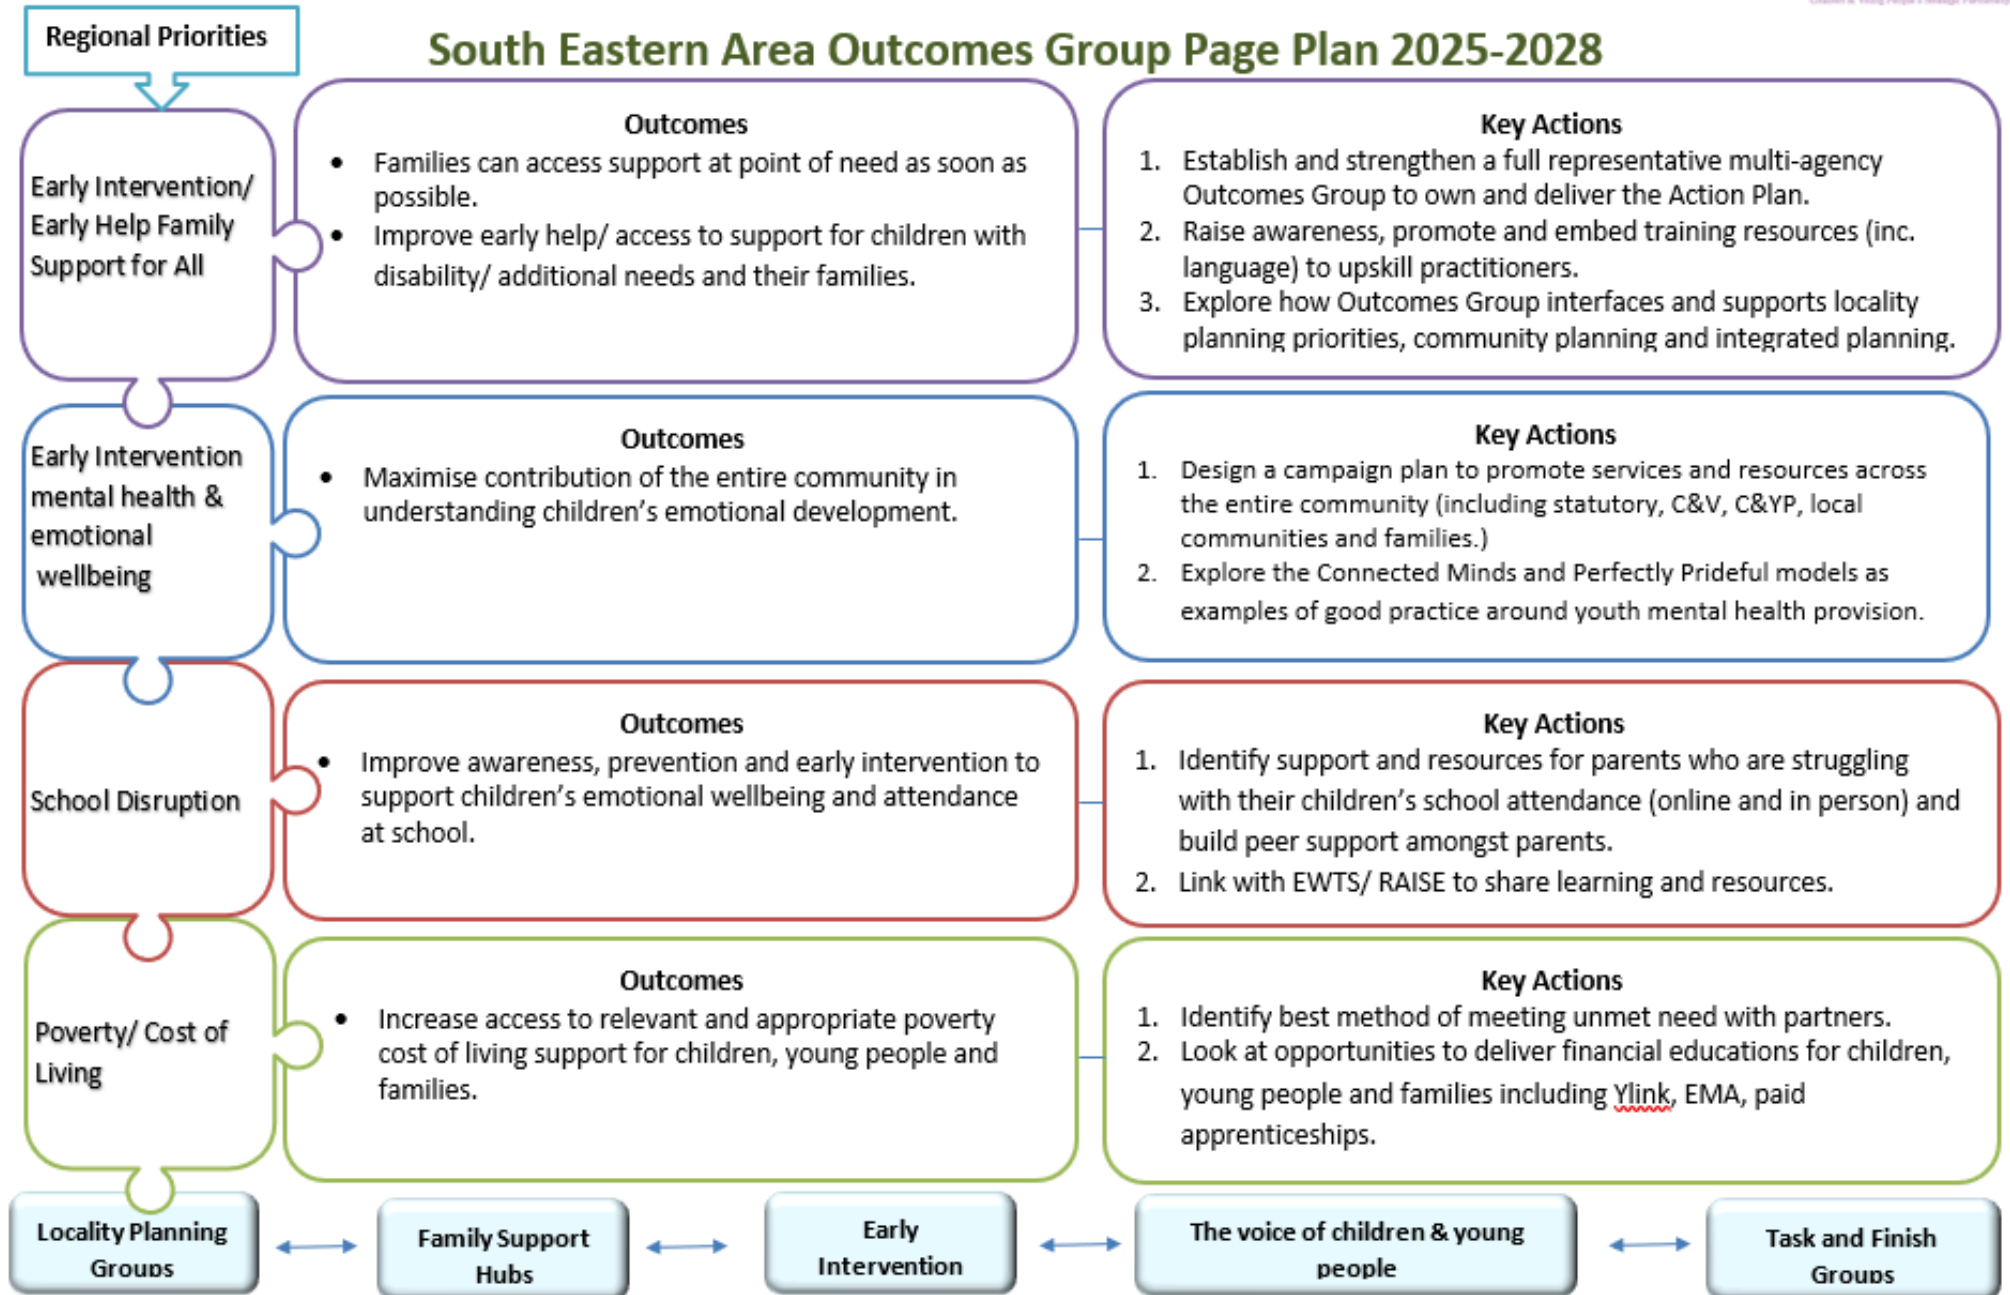 Regional Priorities
South Eastern Area Outcomes Group Page Plan 2025-2028
Early Intervention/
Early Help Family
Support for All
Outcomes
• Families can access support at point of need as soon as
possible.
• Improve early help/ access to support for children with
disability/ additional needs and their families.
Key Actions
1. Establish and strengthen a full representative multi-agency
Outcomes Group to own and deliver the Action Plan.
2. Raise awareness, promote and embed training resources (inc.
language) to upskill practitioners.
3. Explore how Outcomes Group interfaces and supports locality
planning priorities, community planning and integrated planning.
Early Intervention
mental health &
emotional
wellbeing
Outcomes
• Maximise contribution of the entire community in
understanding children’s emotional development.
Key Actions
1. Design a campaign plan to promote services and resources across
the entire community (including statutory, C&V, C&YP, local
communities and families.)
2. Explore the Connected Minds and Perfectly Prideful models as
examples of good practice around youth mental health provision.
School Disruption
Outcomes
• Improve awareness, prevention and early intervention to
support children’s emotional wellbeing and attendance
at school.
Key Actions
1. Identify support and resources for parents who are struggling
with their children’s school attendance (online and in person) and
build peer support amongst parents.
2. Link with EWTS/ RAISE to share learning and resources.
Poverty/ Cost of
Living
Outcomes
• Increase access to relevant and appropriate poverty
cost of living support for children, young people and
families.
Key Actions
1. Identify best method of meeting unmet need with partners.
2. Look at opportunities to deliver financial educations for children,
young people and families including Ylink, EMA, paid
apprenticeships.
Locality Planning
Groups
Family Support
Hubs
Early
Intervention
The voice of children & young
people
Task and Finish
Groups